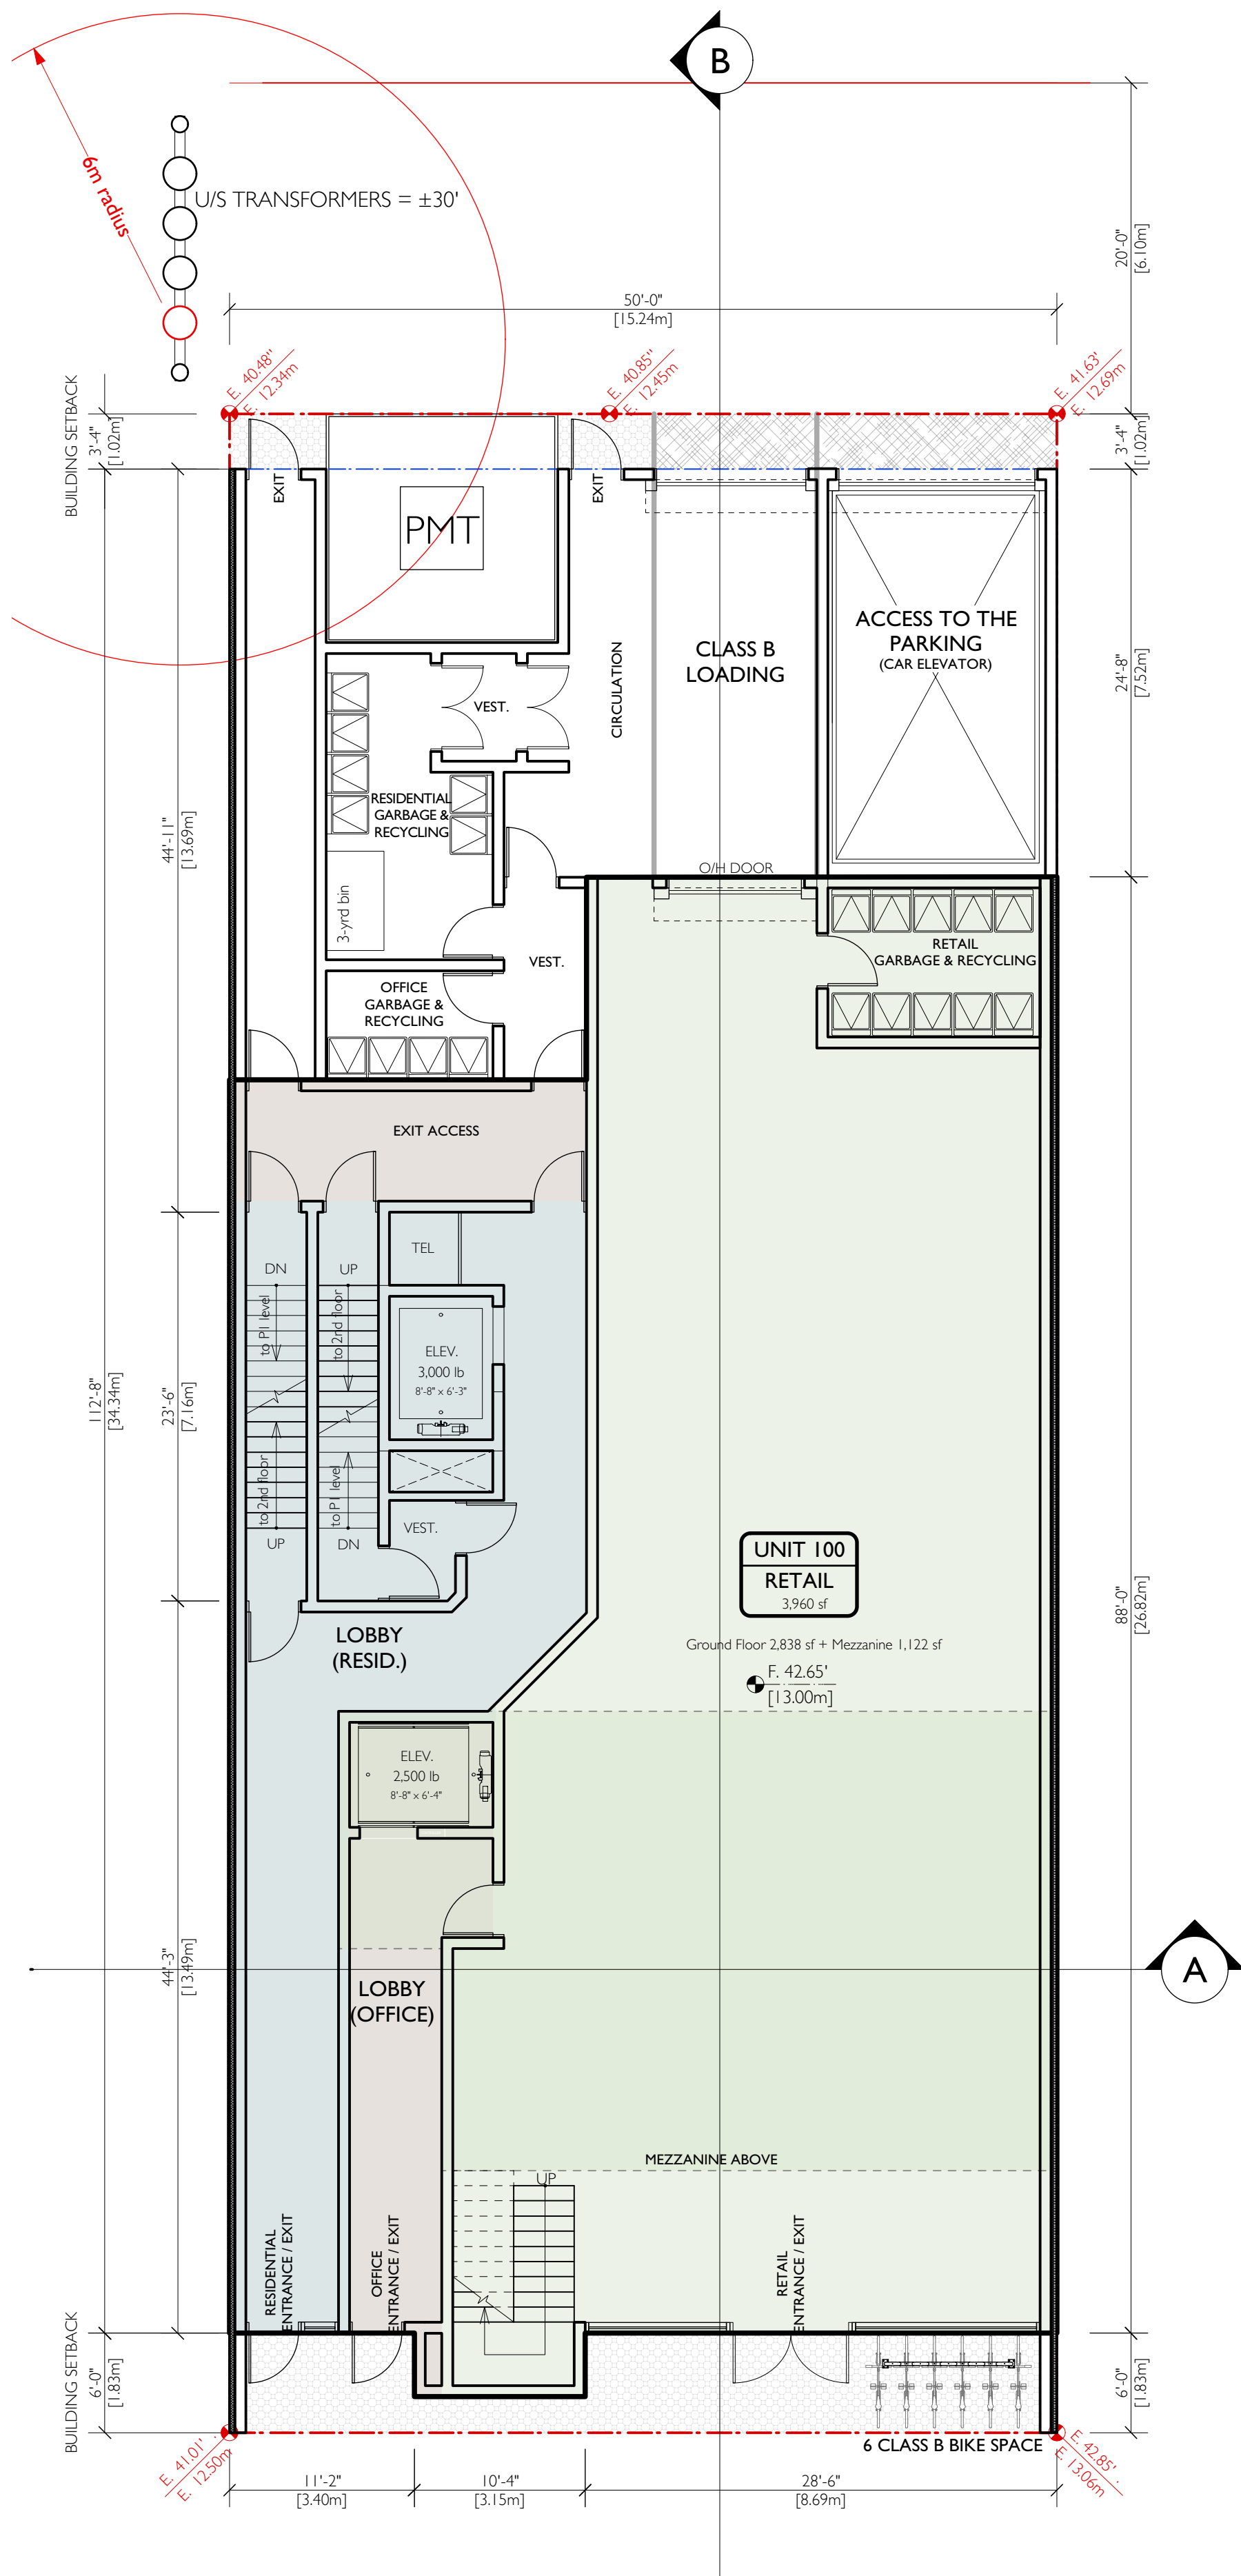 B
6m radius
U/S TRANSFORMERS = ±30'
20'-0"
[6.10m]
50'-0"
[15.24m]
E. 40.48"
E. 12.34m
E. 40.85"
E. 12.45m
E. 41.63'
E. 12.69m
BUILDING SETBACK
3'-4"
[1.02m]
3'-4"
[1.02m]
EXIT
EXIT
PMT
ACCESS TO THE
PARKING
(CAR ELEVATOR)
CLASS B
LOADING
CIRCULATION
24'-8"
[7.52m]
VEST.
RESIDENTIAL
GARBAGE &
RECYCLING
44'-11"
[13.69m]
O/H DOOR
3-yrd bin
RETAIL
GARBAGE & RECYCLING
VEST.
OFFICE
GARBAGE &
RECYCLING
EXIT ACCESS
TEL
DN
UP
to P1 level
to 2nd floor
ELEV.
3,000 lb
8'-8" x 6'-3"
112'-8"
[34.34m]
23'-6"
[7.16m]
to 2nd floor
to P1 level
VEST.
UP
DN
UNIT 100
RETAIL
3,960 sf
88'-0"
[26.82m]
LOBBY
(RESID.)
Ground Floor 2,838 sf + Mezzanine 1,122 sf
F. 42.65'
[13.00m]
ELEV.
2,500 lb
8'-8" x 6'-4"
44'-3"
[13.49m]
A
LOBBY
(OFFICE)
MEZZANINE ABOVE
UP
RESIDENTIAL
ENTRANCE / EXIT
OFFICE
ENTRANCE / EXIT
RETAIL
ENTRANCE / EXIT
BUILDING SETBACK
6'-0"
[1.83m]
6'-0"
[1.83m]
6 CLASS B BIKE SPACE
E. 41.01'
E. 12.50m
E. 42.85'
E. 13.06m
11'-2"
[3.40m]
10'-4"
[3.15m]
28'-6"
[8.69m]